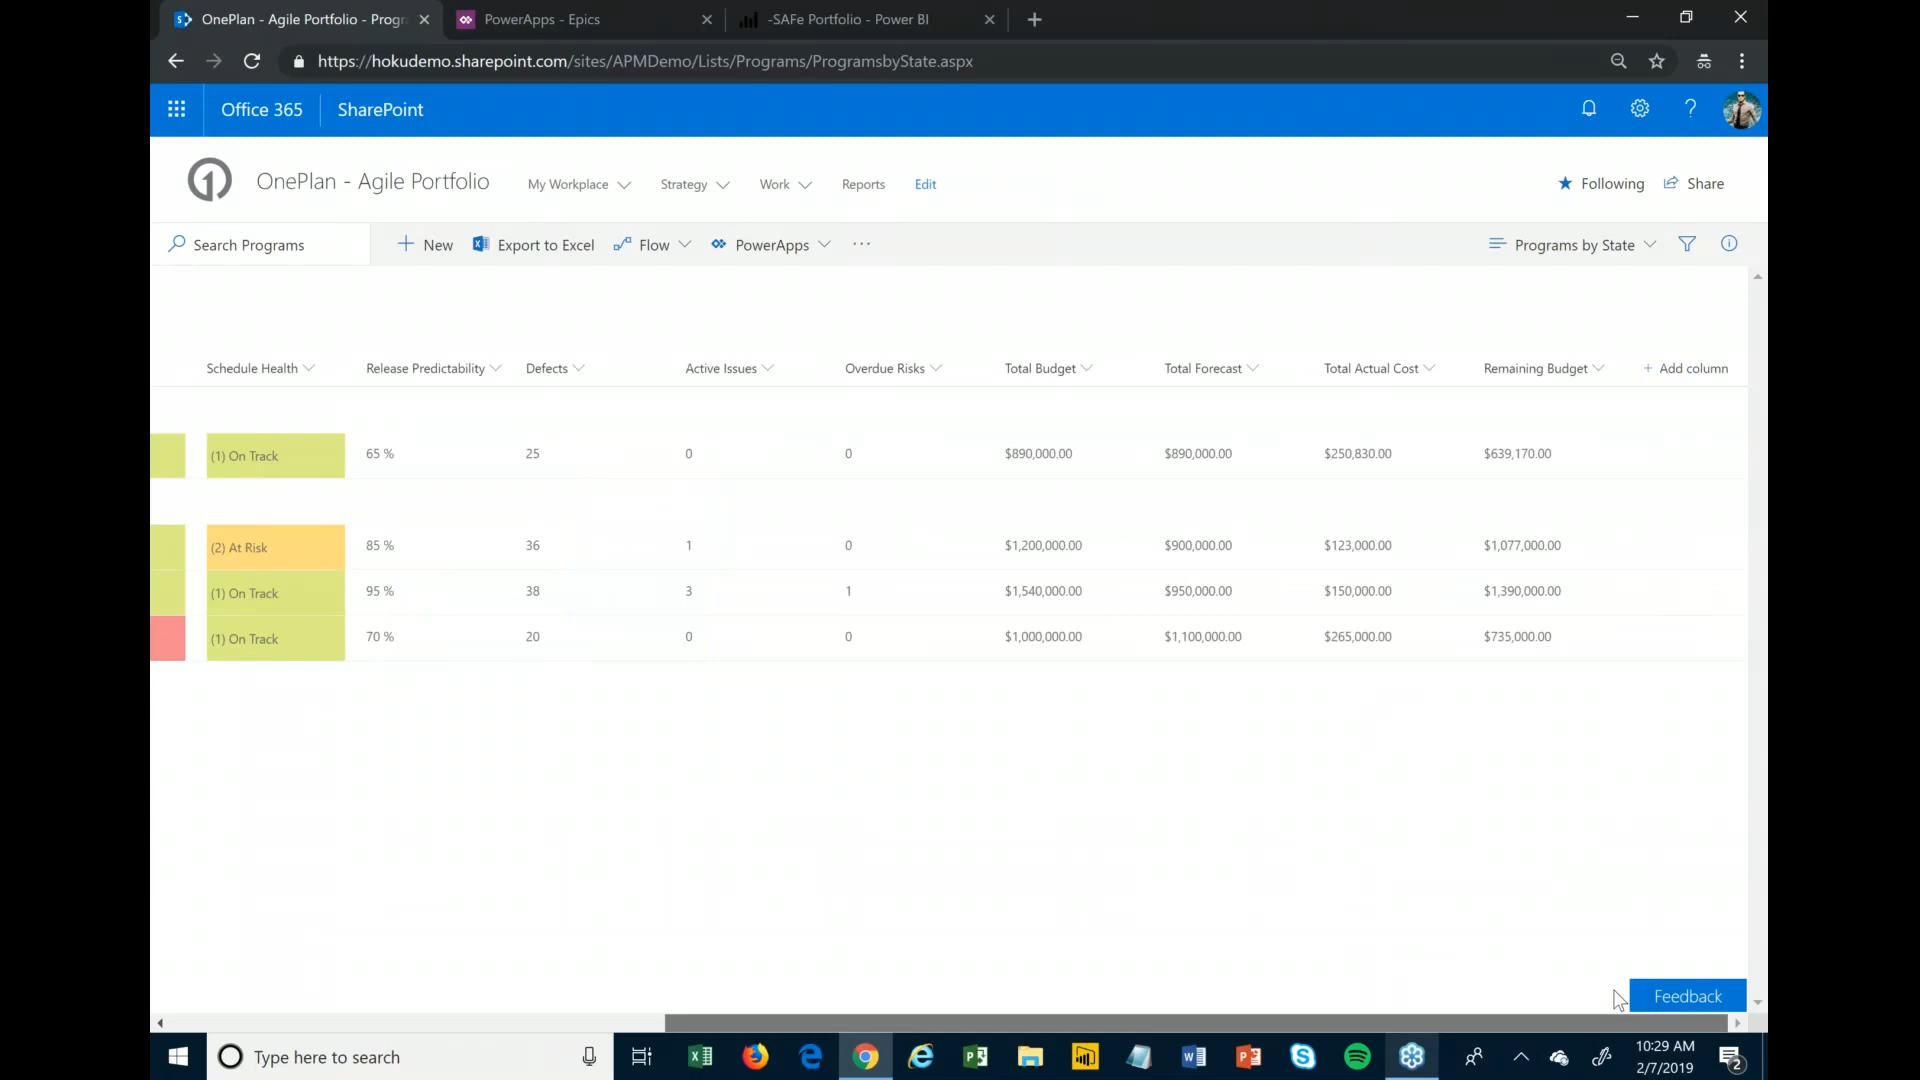 OnePlan - Agile Portfolio - Progr
PowerApps - Epics
-SAFe Portfolio - Power BI
https://hokudemo.sharepoint.com/sites/APMDemo/Lists/Programs/ProgramsbyState.aspx
Office 365 SharePoint
OnePlan - Agile Portfolio My Workplace Strategy Work Reports Edit Following Share
Search Programs New Export to Excel Flow PowerApps ··· Programs by State
Schedule Health Release Predictability Defects Active Issues Overdue Risks Total Budget Total Forecast Total Actual Cost Remaining Budget + Add column
(1) On Track 65 % 25 0 0 $890,000.00 $890,000.00 $250,830.00 $639,170.00
(2) At Risk 85 % 36 1 0 $1,200,000.00 $900,000.00 $123,000.00 $1,077,000.00
(1) On Track 95 % 38 3 1 $1,540,000.00 $950,000.00 $150,000.00 $1,390,000.00
(1) On Track 70 % 20 0 0 $1,000,000.00 $1,100,000.00 $265,000.00 $735,000.00
Feedback
Type here to search
10:29 AM
2/7/2019
2